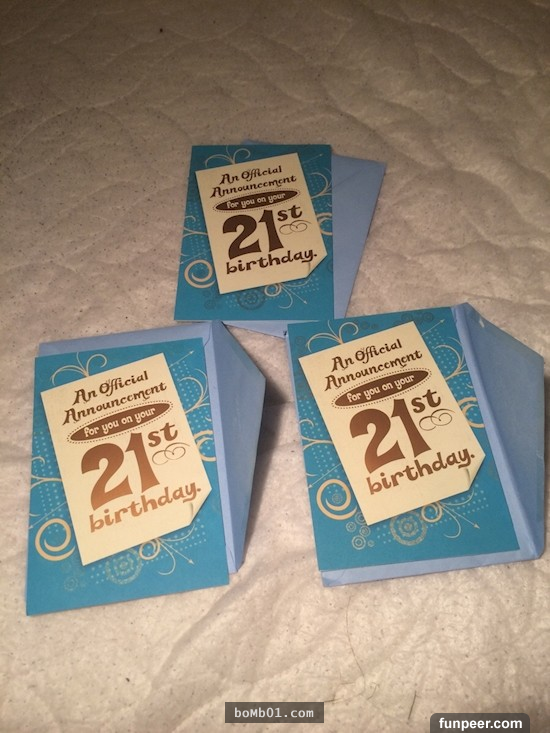 An Official
Announcement
for you on your
21st
birthday.
An Official
Announcement
for you on your
21st
birthday.
An Official
Announcement
for you on your
21st
birthday.
boMb01.com
funpeer.com